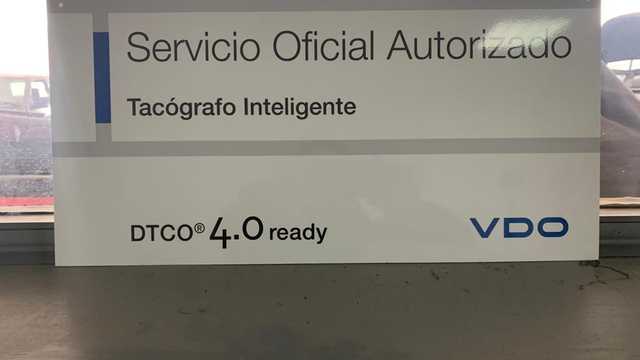 Servicio Oficial Autorizado
Tacógrafo Inteligente
DTCO® 4.0 ready
VDO